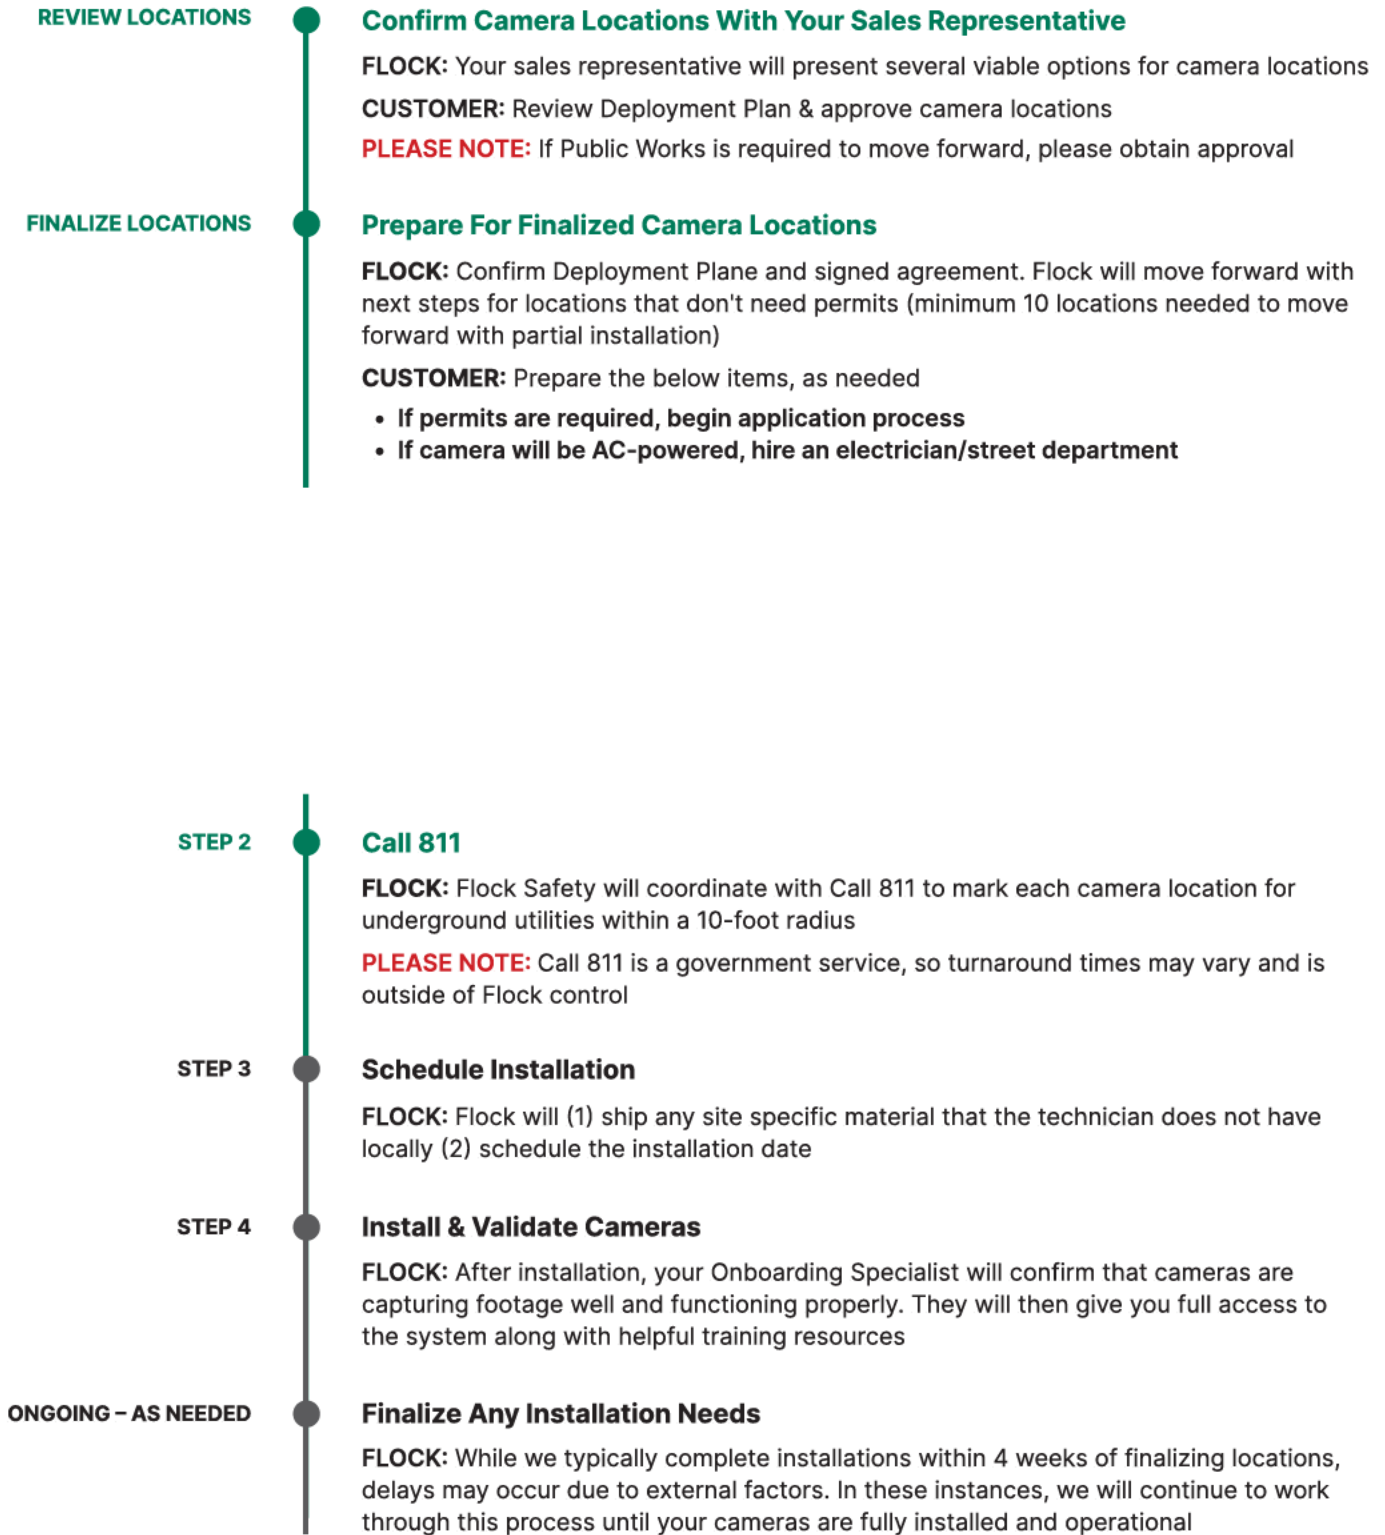 REVIEW LOCATIONS
Confirm Camera Locations With Your Sales Representative
FLOCK: Your sales representative will present several viable options for camera locations
CUSTOMER: Review Deployment Plan & approve camera locations
PLEASE NOTE: If Public Works is required to move forward, please obtain approval
FINALIZE LOCATIONS
Prepare For Finalized Camera Locations
FLOCK: Confirm Deployment Plane and signed agreement. Flock will move forward with
next steps for locations that don't need permits (minimum 10 locations needed to move
forward with partial installation)
CUSTOMER: Prepare the below items, as needed
• If permits are required, begin application process
• If camera will be AC-powered, hire an electrician/street department
STEP 2
Call 811
FLOCK: Flock Safety will coordinate with Call 811 to mark each camera location for
underground utilities within a 10-foot radius
PLEASE NOTE: Call 811 is a government service, so turnaround times may vary and is
outside of Flock control
STEP 3
Schedule Installation
FLOCK: Flock will (1) ship any site specific material that the technician does not have
locally (2) schedule the installation date
STEP 4
Install & Validate Cameras
FLOCK: After installation, your Onboarding Specialist will confirm that cameras are
capturing footage well and functioning properly. They will then give you full access to
the system along with helpful training resources
ONGOING – AS NEEDED
Finalize Any Installation Needs
FLOCK: While we typically complete installations within 4 weeks of finalizing locations,
delays may occur due to external factors. In these instances, we will continue to work
through this process until your cameras are fully installed and operational